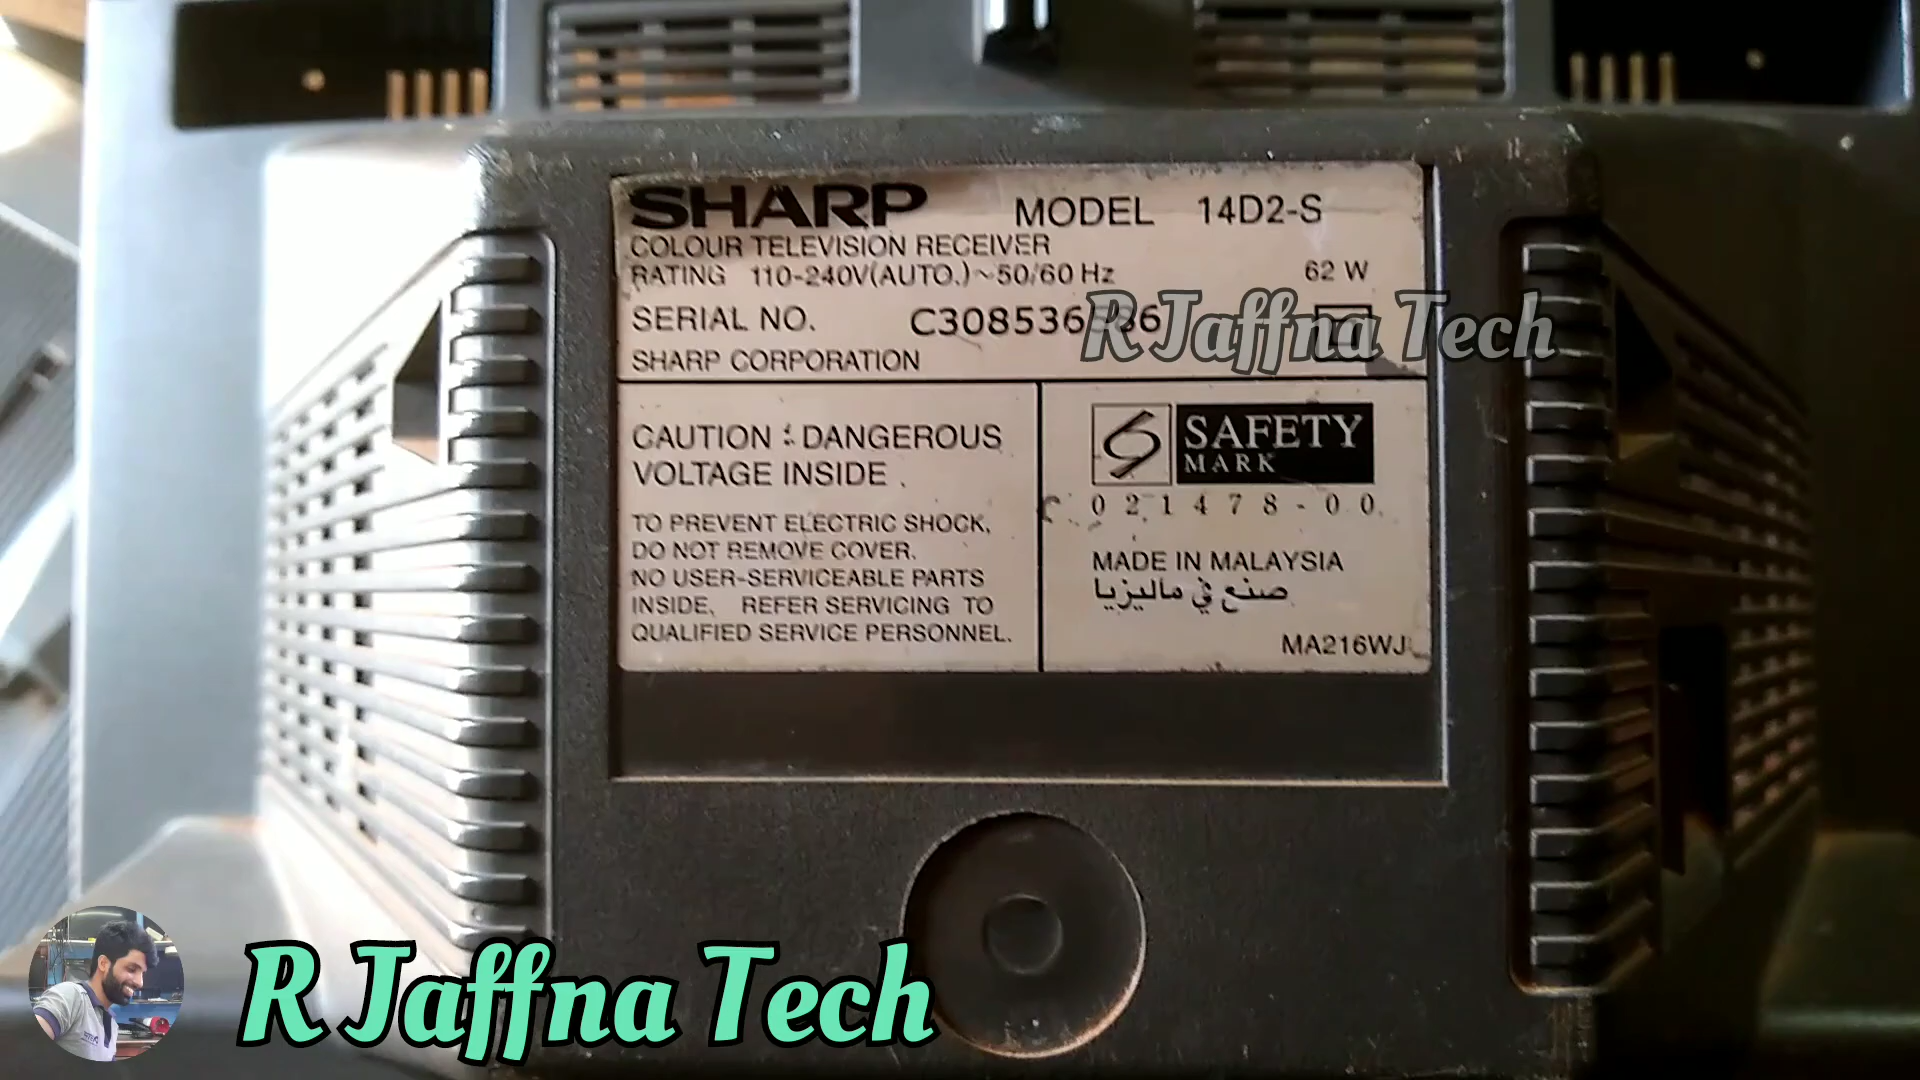 SHARP MODEL 14D2-S
COLOUR TELEVISION RECEIVER
RATING 110-240V(AUTO.)~50/60 Hz 62 W
SERIAL NO.
SHARP CORPORATION
R Jaffna Tech
CAUTION : DANGEROUS
VOLTAGE INSIDE .
TO PREVENT ELECTRIC SHOCK,
DO NOT REMOVE COVER.
NO USER-SERVICEABLE PARTS
INSIDE, REFER SERVICING TO
QUALIFIED SERVICE PERSONNEL.
SAFETY
MARK
021478-00
MADE IN MALAYSIA
صنع في ماليزيا
MA216WJ
R Jaffna Tech